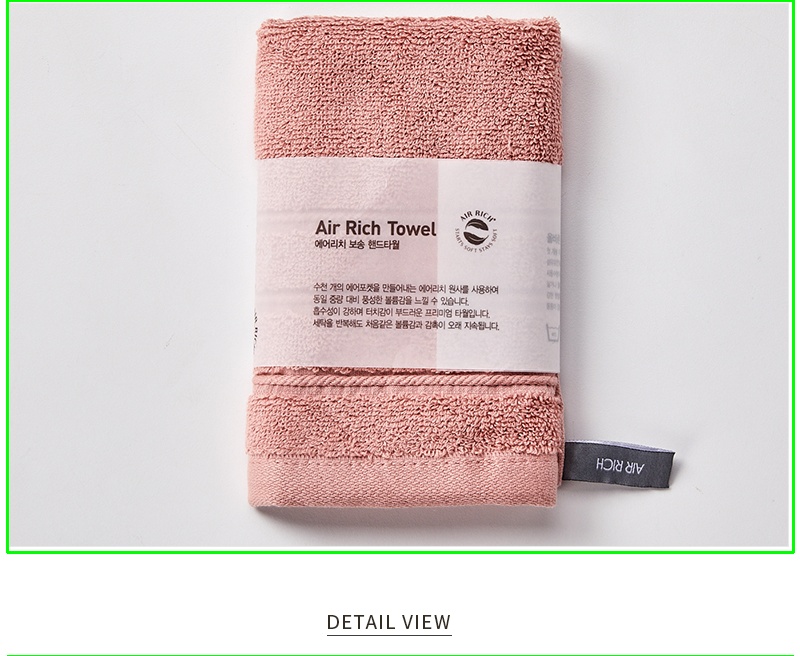 Air Rich Towel
에어리치 보송 핸드타월
AIR RICH
STARTS SOFT STAYS SOFT
수천 개의 에어포켓을 만들어내는 에어리치 원사를 사용하여
동일 중량 대비 풍성한 볼륨감을 느낄 수 있습니다.
흡수성이 강하며 터치감이 부드러운 프리미엄 타월입니다.
세탁을 반복해도 처음같은 볼륨감과 감촉이 오래 지속됩니다.
AIR RICH
DETAIL VIEW